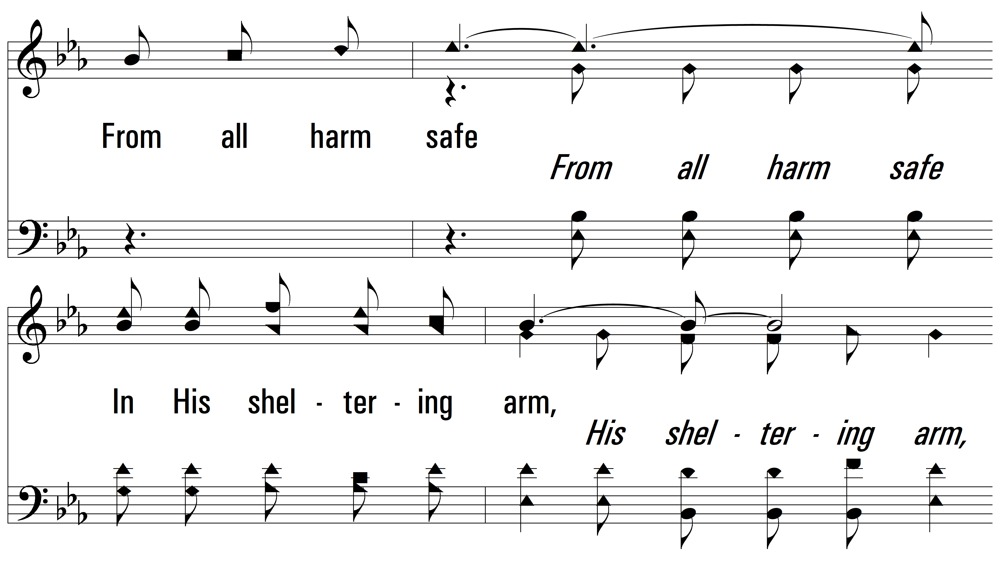 From all harm safe
From all harm safe
In His shel - ter - ing arm,
His shel - ter - ing arm,